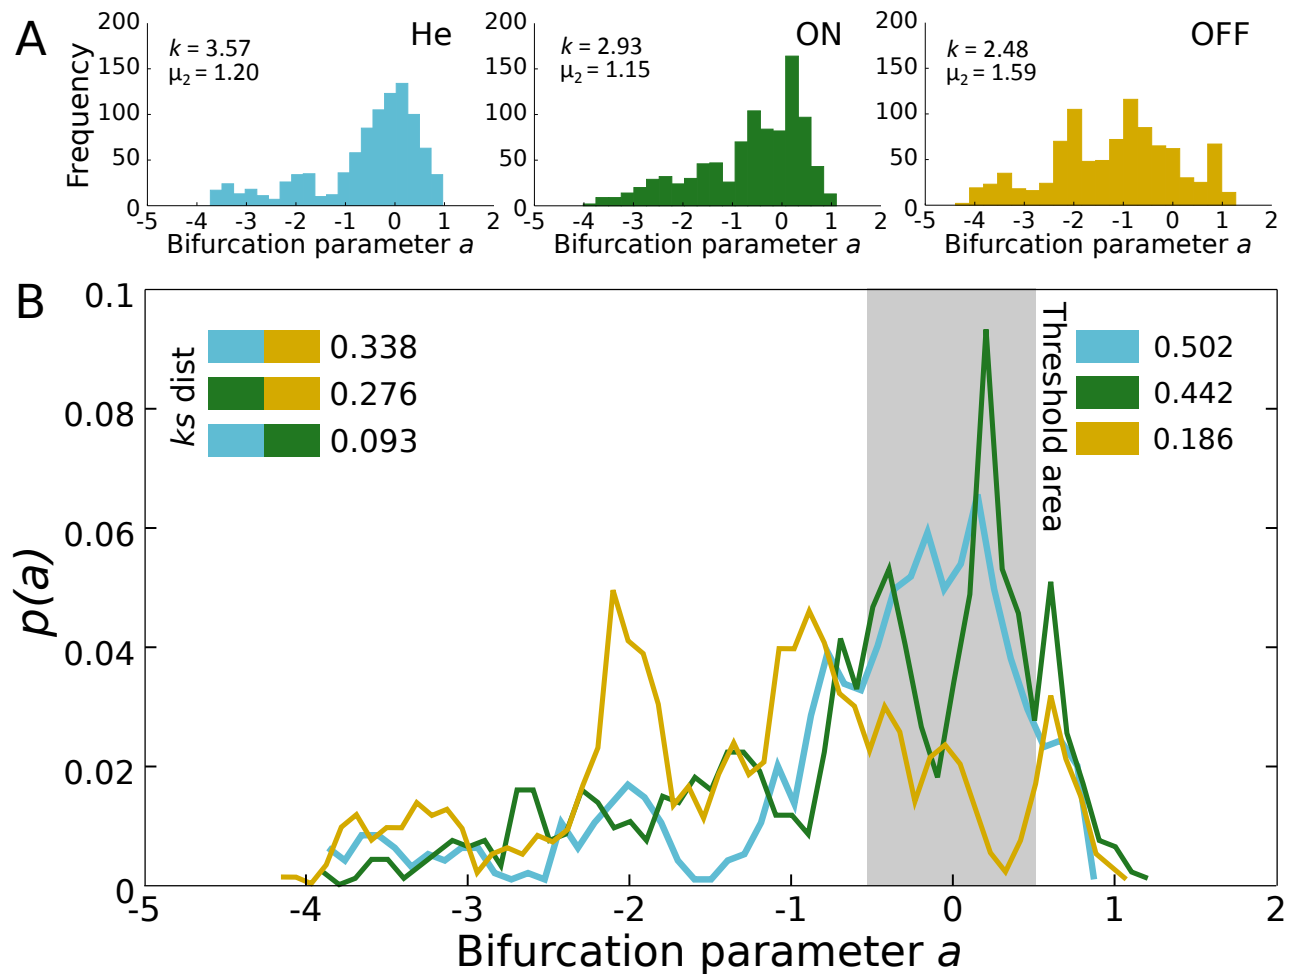 A
He
k = 3.57
μ2 = 1.20
Frequency
200
150
100
50
0
-5 -4 -3 -2 -1 0 1 2
Bifurcation parameter a
ON
k = 2.93
μ2 = 1.15
200
150
100
50
0
-5 -4 -3 -2 -1 0 1 2
Bifurcation parameter a
OFF
k = 2.48
μ2 = 1.59
200
150
100
50
0
-5 -4 -3 -2 -1 0 1 2
Bifurcation parameter a
B
p(a)
0.1
0.08
0.06
0.04
0.02
0
ks dist
0.338
0.276
0.093
Threshold area
0.502
0.442
0.186
-5 -4 -3 -2 -1 0 1 2
Bifurcation parameter a